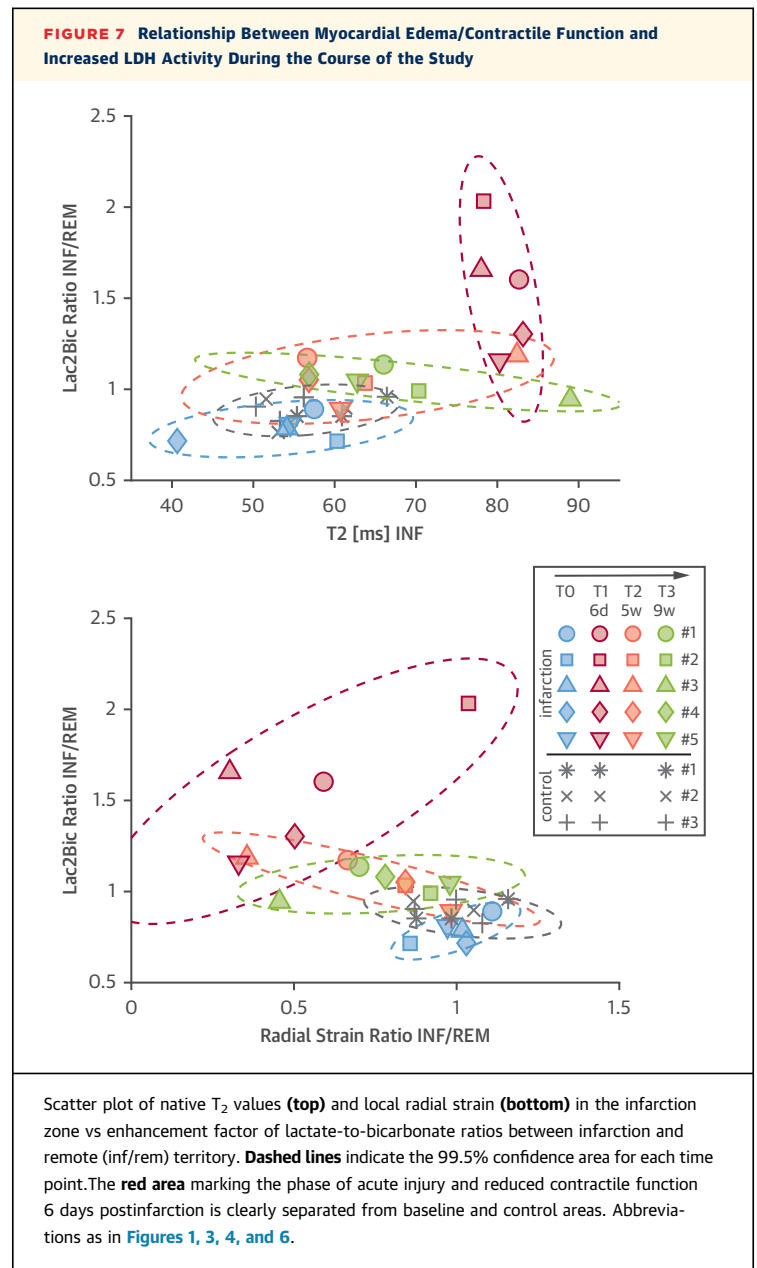 FIGURE 7 Relationship Between Myocardial Edema/Contractile Function and
Increased LDH Activity During the Course of the Study
2.5
2
1.5
1
0.5
Lac2Bic Ratio INF/REM
40 50 60 70 80 90
T2 [ms] INF
2.5
2
1.5
1
0.5
Lac2Bic Ratio INF/REM
0 0.5 1 1.5
Radial Strain Ratio INF/REM
T0 T1 T2 T3
6d 5w 9w
infarction
#1
#2
#3
#4
#5
control
#1
#2
#3
Scatter plot of native T₂ values (top) and local radial strain (bottom) in the infarction
zone vs enhancement factor of lactate-to-bicarbonate ratios between infarction and
remote (inf/rem) territory. Dashed lines indicate the 99.5% confidence area for each time
point.The red area marking the phase of acute injury and reduced contractile function
6 days postinfarction is clearly separated from baseline and control areas. Abbrevia-
tions as in Figures 1, 3, 4, and 6.